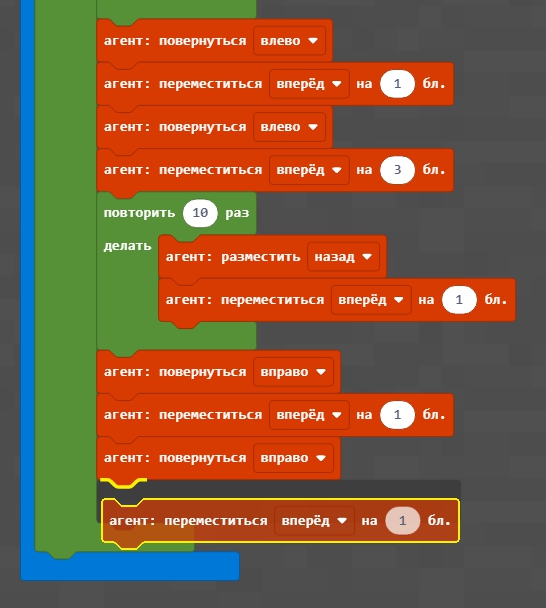 агент: повернуться влево
агент: переместиться вперёд на 1 бл.
агент: повернуться влево
агент: переместиться вперёд на 3 бл.
повторить 10 раз
делать
агент: разместить назад
агент: переместиться вперёд на 1 бл.
агент: повернуться вправо
агент: переместиться вперёд на 1 бл.
агент: повернуться вправо
агент: переместиться вперёд на 1 бл.